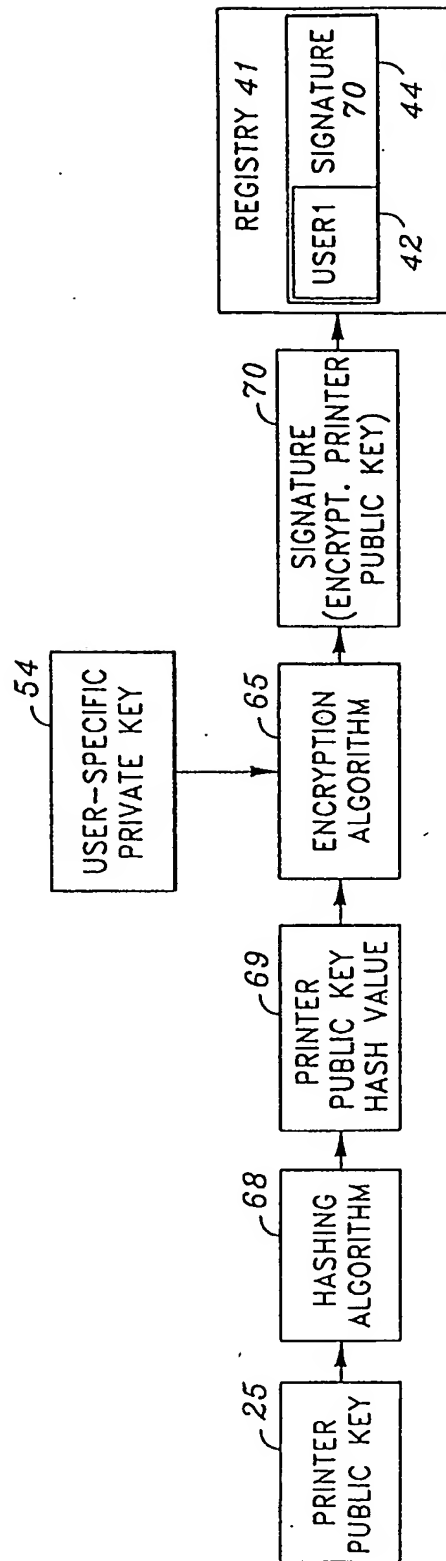 25
PRINTER
PUBLIC KEY
68
HASHING
ALGORITHM
69
PRINTER
PUBLIC KEY
HASH VALUE
54
USER-SPECIFIC
PRIVATE KEY
65
ENCRYPTION
ALGORITHM
70
SIGNATURE
(ENCRYPT. PRINTER
PUBLIC KEY)
REGISTRY 41
USER1
SIGNATURE
70
42
44